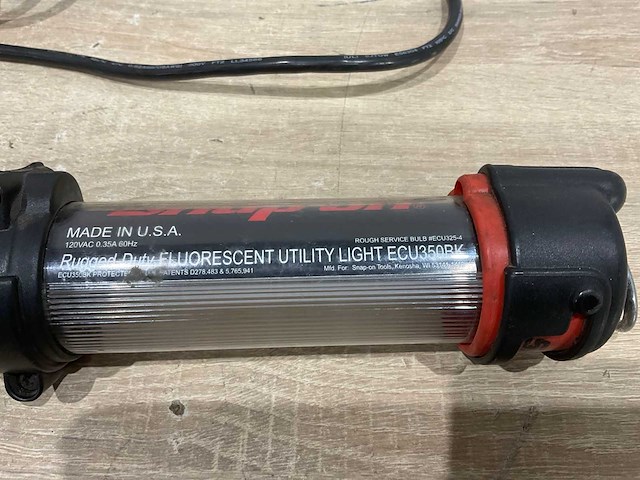 Snap-on
MADE IN U.S.A.
120VAC 0.35A 60Hz
ROUGH SERVICE BULB #ECU325-4
Rugged Duty FLUORESCENT UTILITY LIGHT ECU350BK
ECU350BK PATENTS D278,483 & 5,765,941
Mfd. For: Snap-on Tools, Kenosha, WI